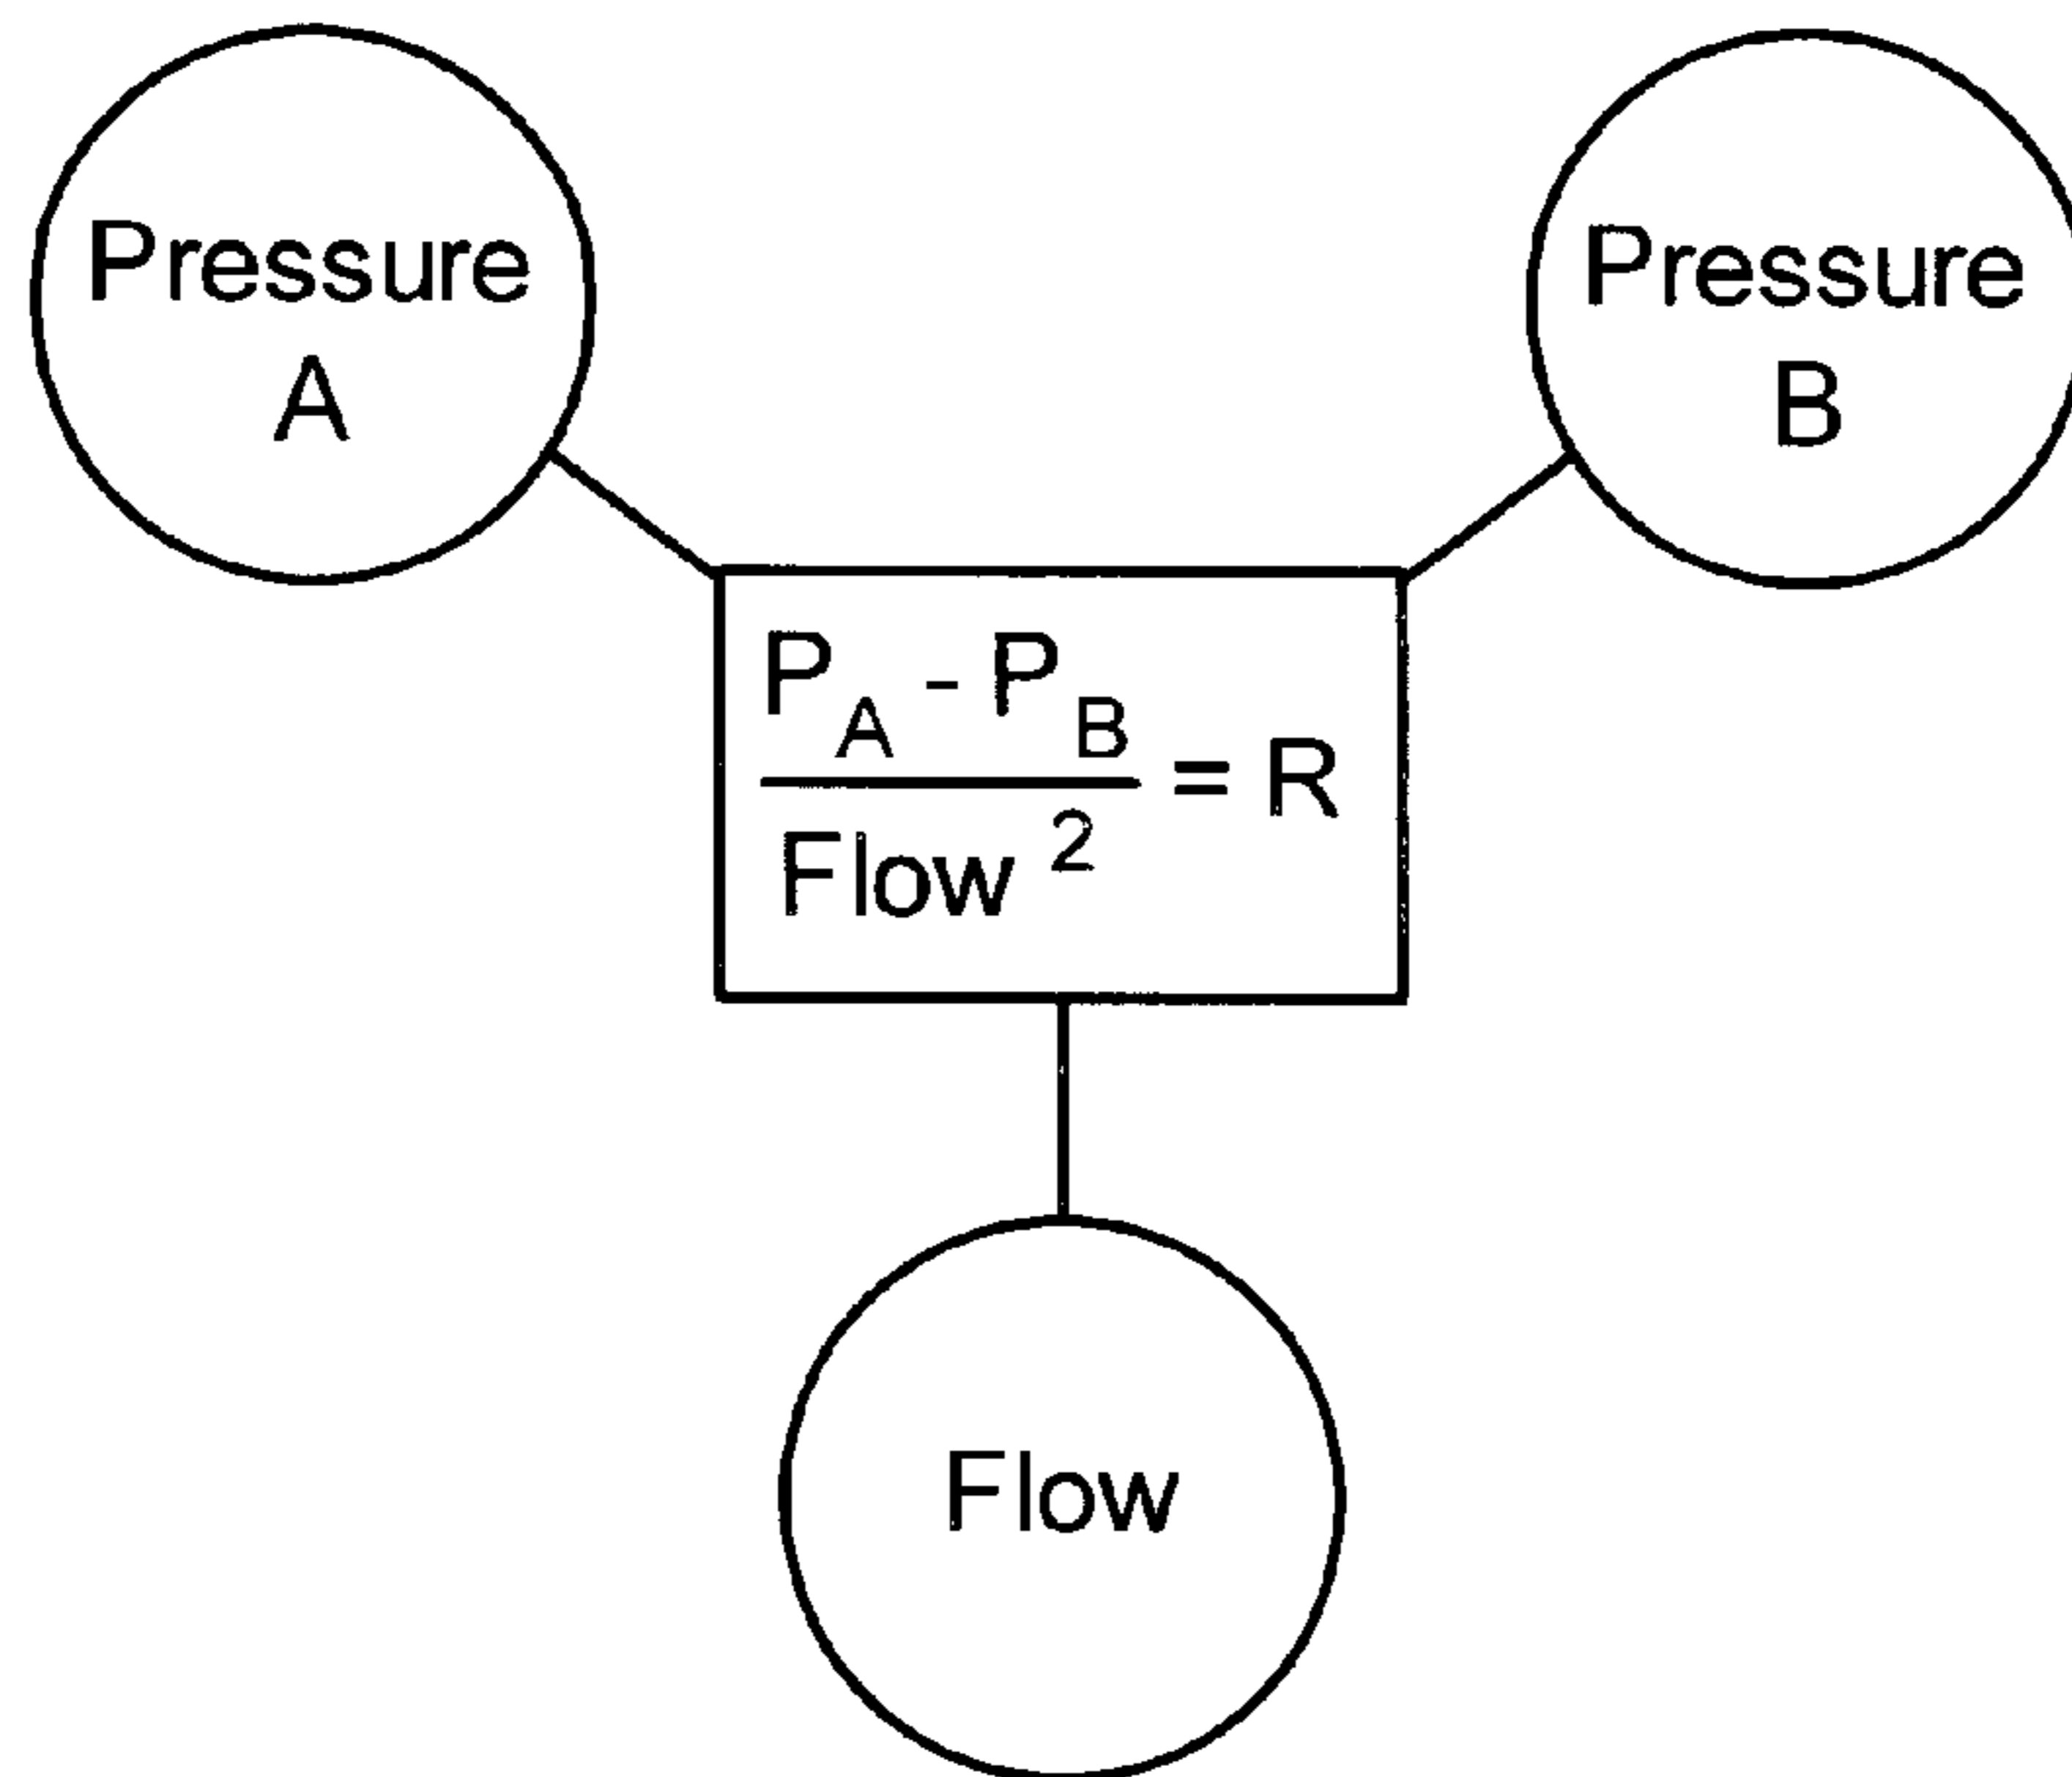 Pressure
A
Pressure
B
P_A - P_B
= R
Flow ²
Flow